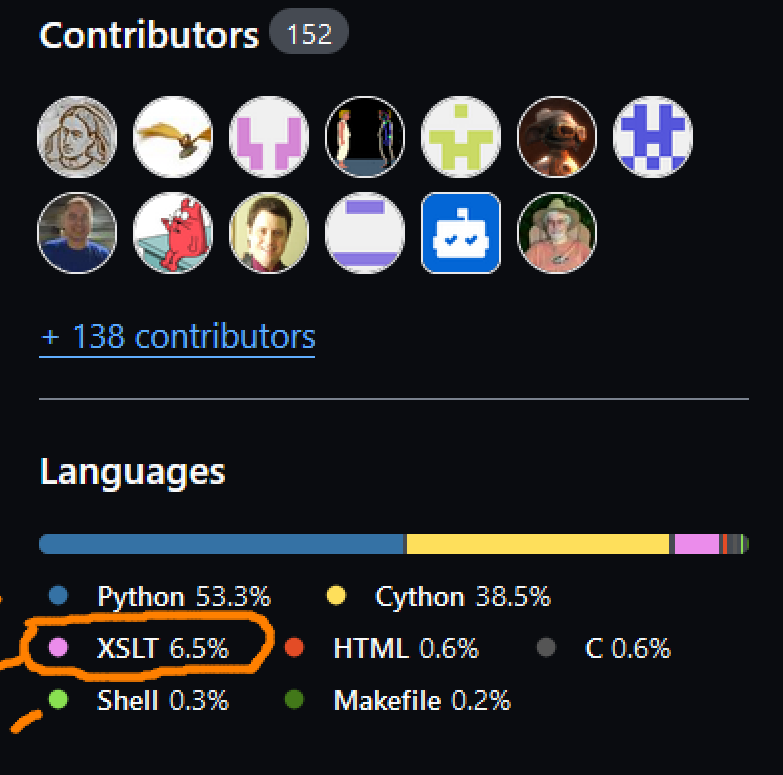 Contributors 152
+ 138 contributors
Languages
Python 53.3% Cython 38.5%
XSLT 6.5% HTML 0.6% C 0.6%
Shell 0.3% Makefile 0.2%